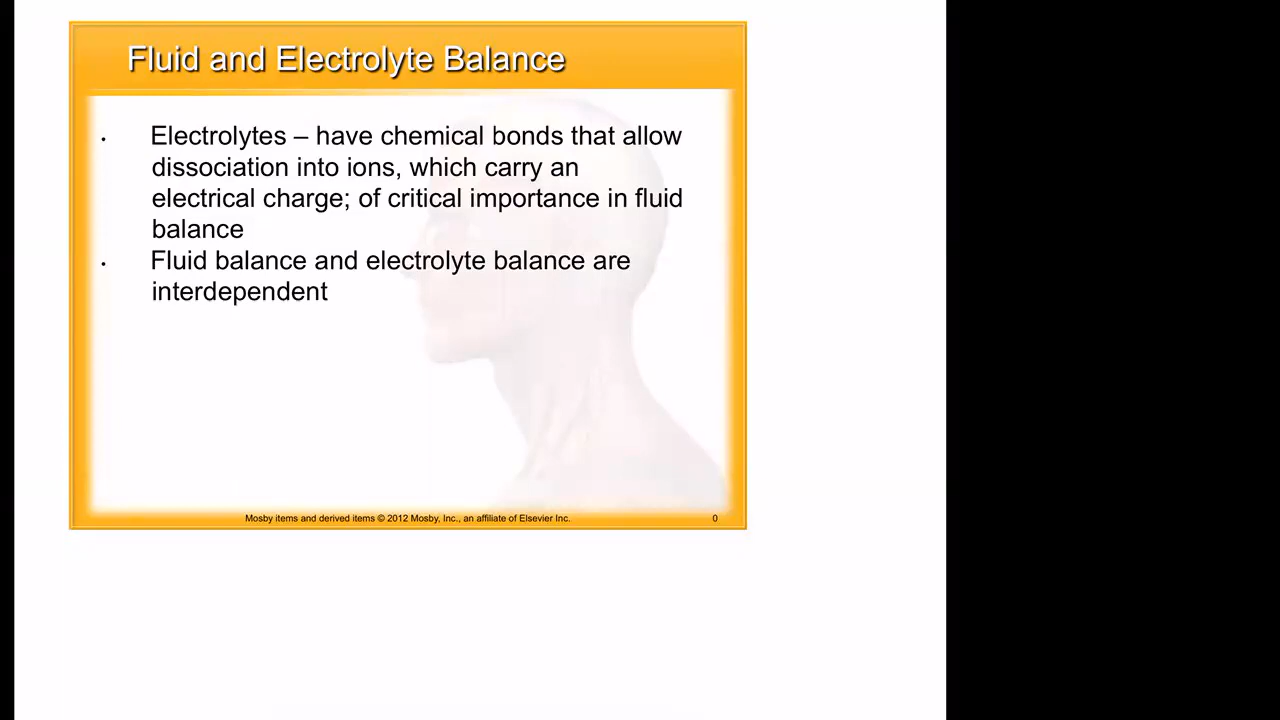 Fluid and Electrolyte Balance
• Electrolytes – have chemical bonds that allow
dissociation into ions, which carry an
electrical charge; of critical importance in fluid
balance
• Fluid balance and electrolyte balance are
interdependent
Mosby items and derived items © 2012 Mosby, Inc., an affiliate of Elsevier Inc. 0